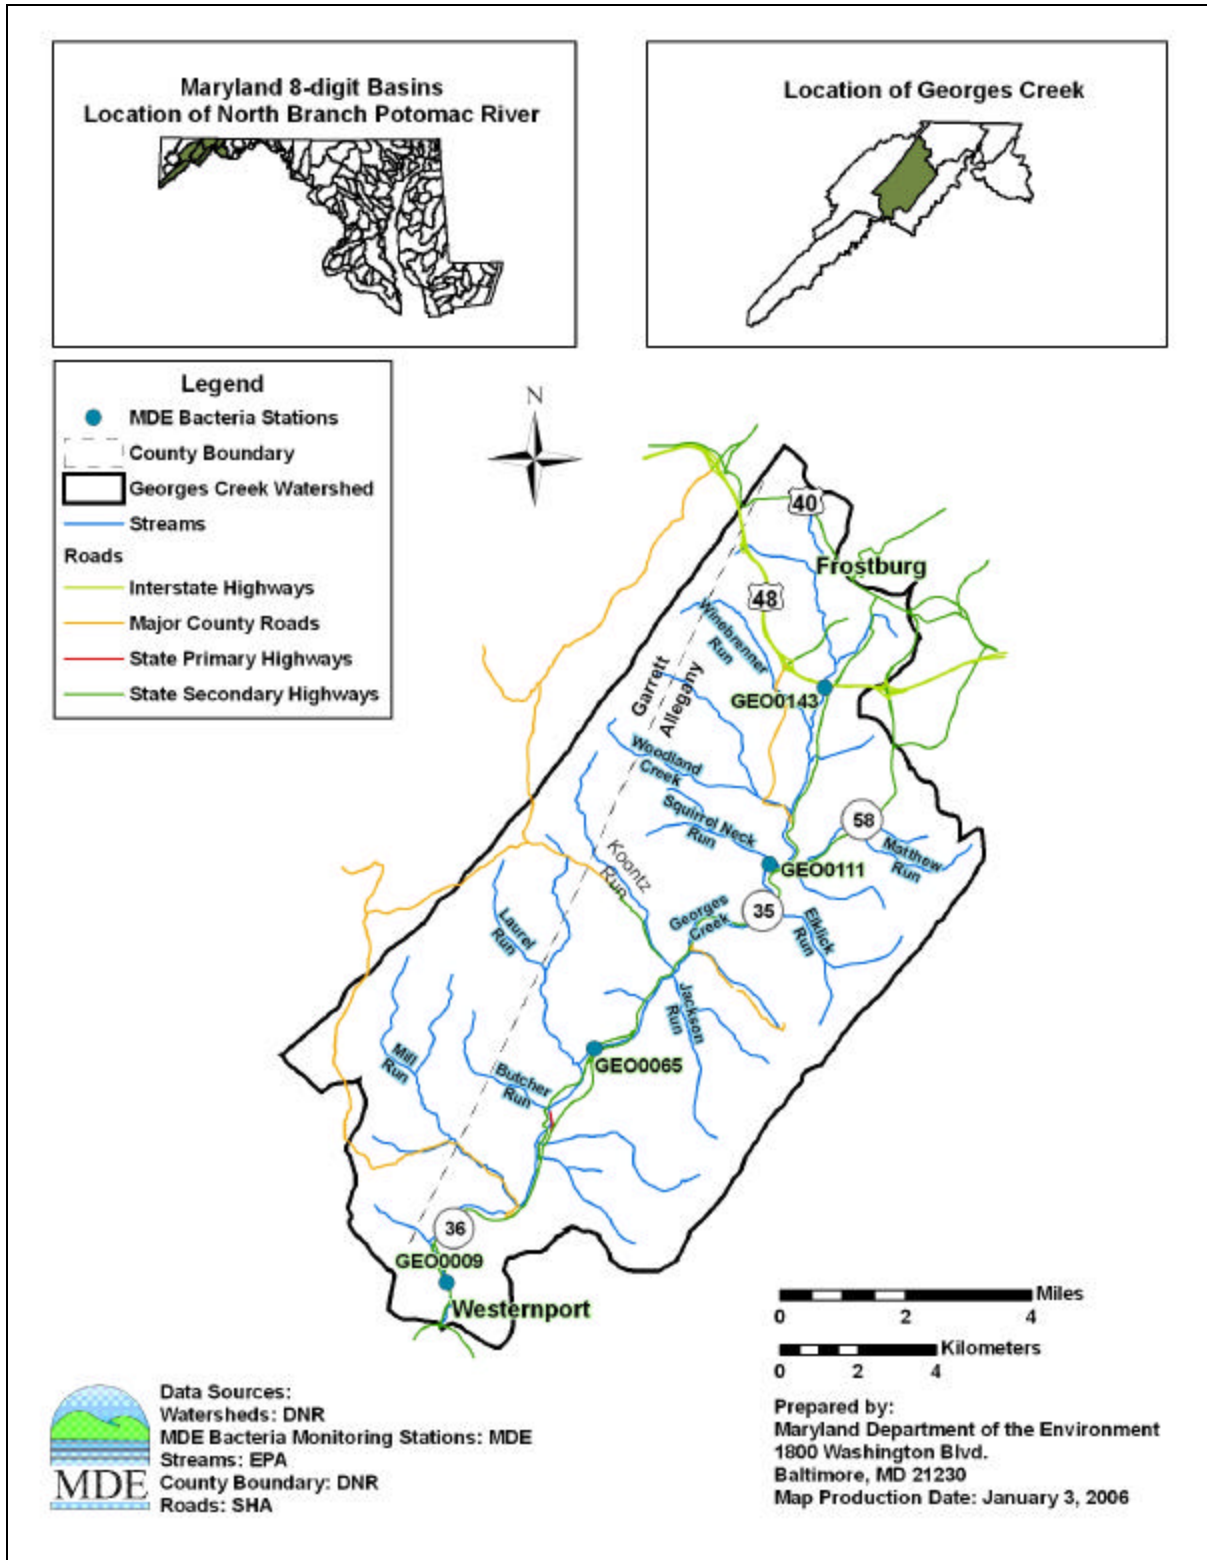 Maryland 8-digit Basins
Location of North Branch Potomac River
Location of Georges Creek
Legend
MDE Bacteria Stations
County Boundary
Georges Creek Watershed
Streams
Roads
Interstate Highways
Major County Roads
State Primary Highways
State Secondary Highways
N
40
Frostburg
48
Winebrenner
Run
Garrett
Allegany
GEO0143
Woodland
Creek
Squirrel Neck
Run
58
Matthew
Run
GEO0111
Koontz
Run
35
Georges
Creek
Elklick
Run
Laurel
Run
Jackson
Run
Mill
Run
Butcher
Run
GEO0065
36
GEO0009
Westernport
Miles
0 2 4
Kilometers
0 2 4
MDE
Data Sources:
Watersheds: DNR
MDE Bacteria Monitoring Stations: MDE
Streams: EPA
County Boundary: DNR
Roads: SHA
Prepared by:
Maryland Department of the Environment
1800 Washington Blvd.
Baltimore, MD 21230
Map Production Date: January 3, 2006